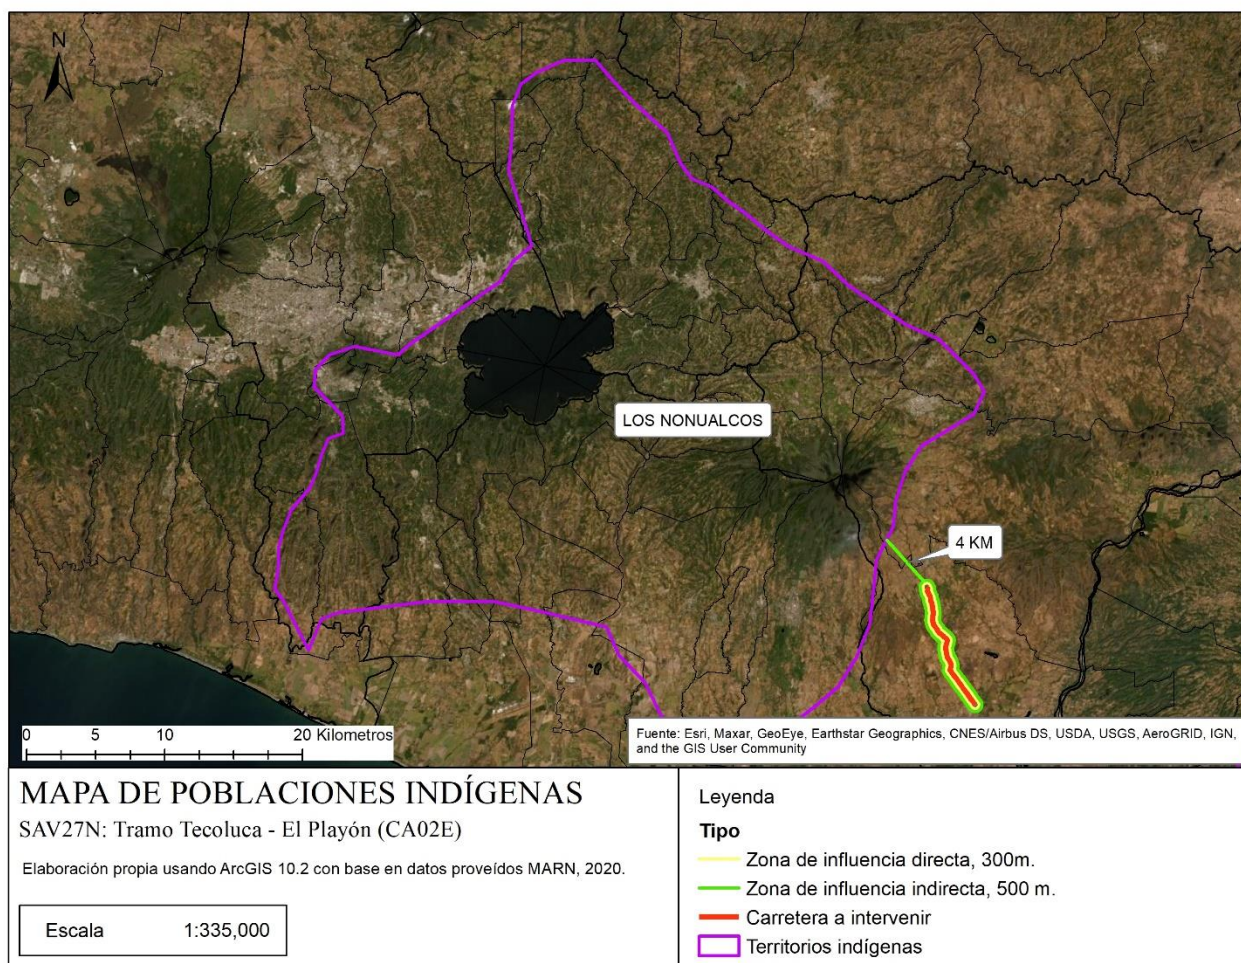 N
LOS NONUALCOS
4 KM
0 5 10 20 Kilometros
Fuente: Esri, Maxar, GeoEye, Earthstar Geographics, CNES/Airbus DS, USDA, USGS, AeroGRID, IGN,
and the GIS User Community
MAPA DE POBLACIONES INDÍGENAS
SAV27N: Tramo Tecoluca - El Playón (CA02E)
Elaboración propia usando ArcGIS 10.2 con base en datos proveídos MARN, 2020.
Escala 1:335,000
Leyenda
Tipo
Zona de influencia directa, 300m.
Zona de influencia indirecta, 500 m.
Carretera a intervenir
Territorios indígenas